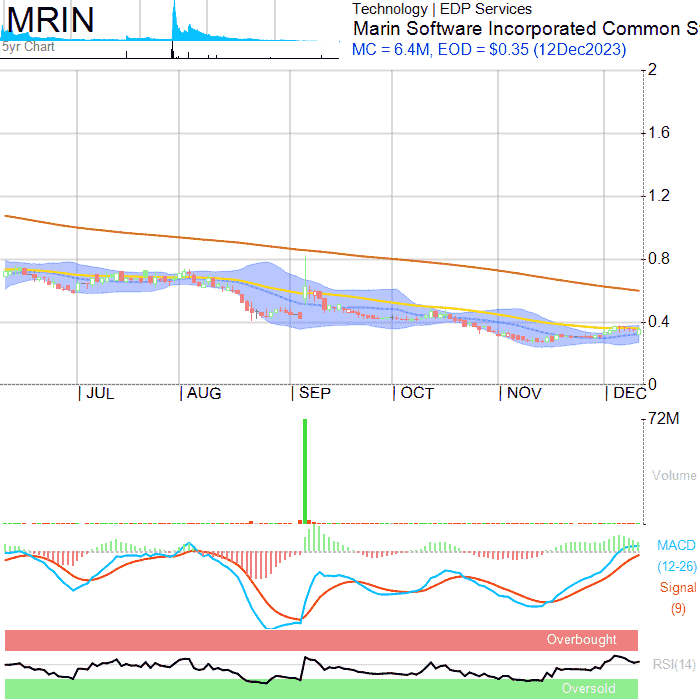 MRIN
5yr Chart
Technology | EDP Services
Marin Software Incorporated Common S
MC = 6.4M, EOD = $0.35 (12Dec2023)
2
1.6
1.2
0.8
0.4
0
| JUL | AUG | SEP | OCT | NOV | DEC
72M
Volume
MACD
(12-26)
Signal
(9)
Overbought
RSI(14)
Oversold